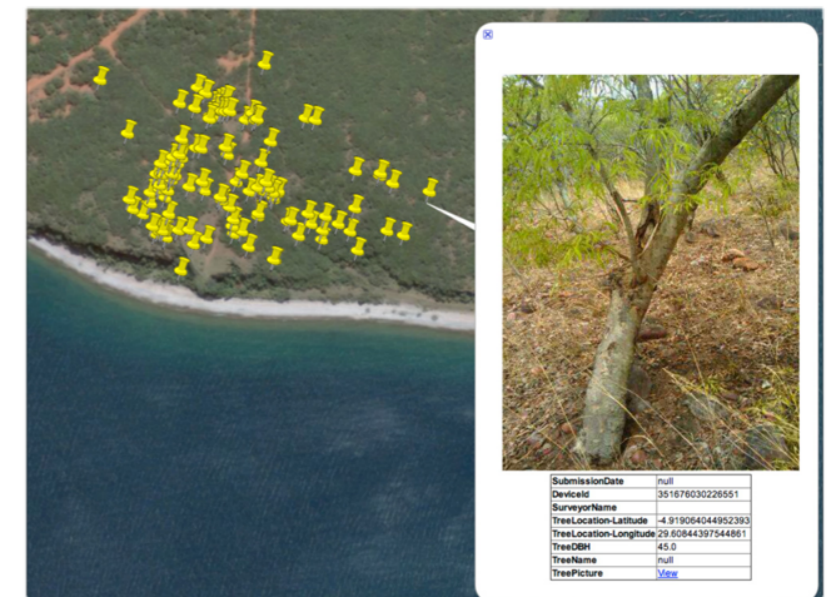 SubmissionDate null
DeviceId 351676030226551
SurveyorName
TreeLocation-Latitude -4.919064044952393
TreeLocation-Longitude 29.60844397544861
TreeDBH 45.0
TreeName null
TreePicture View